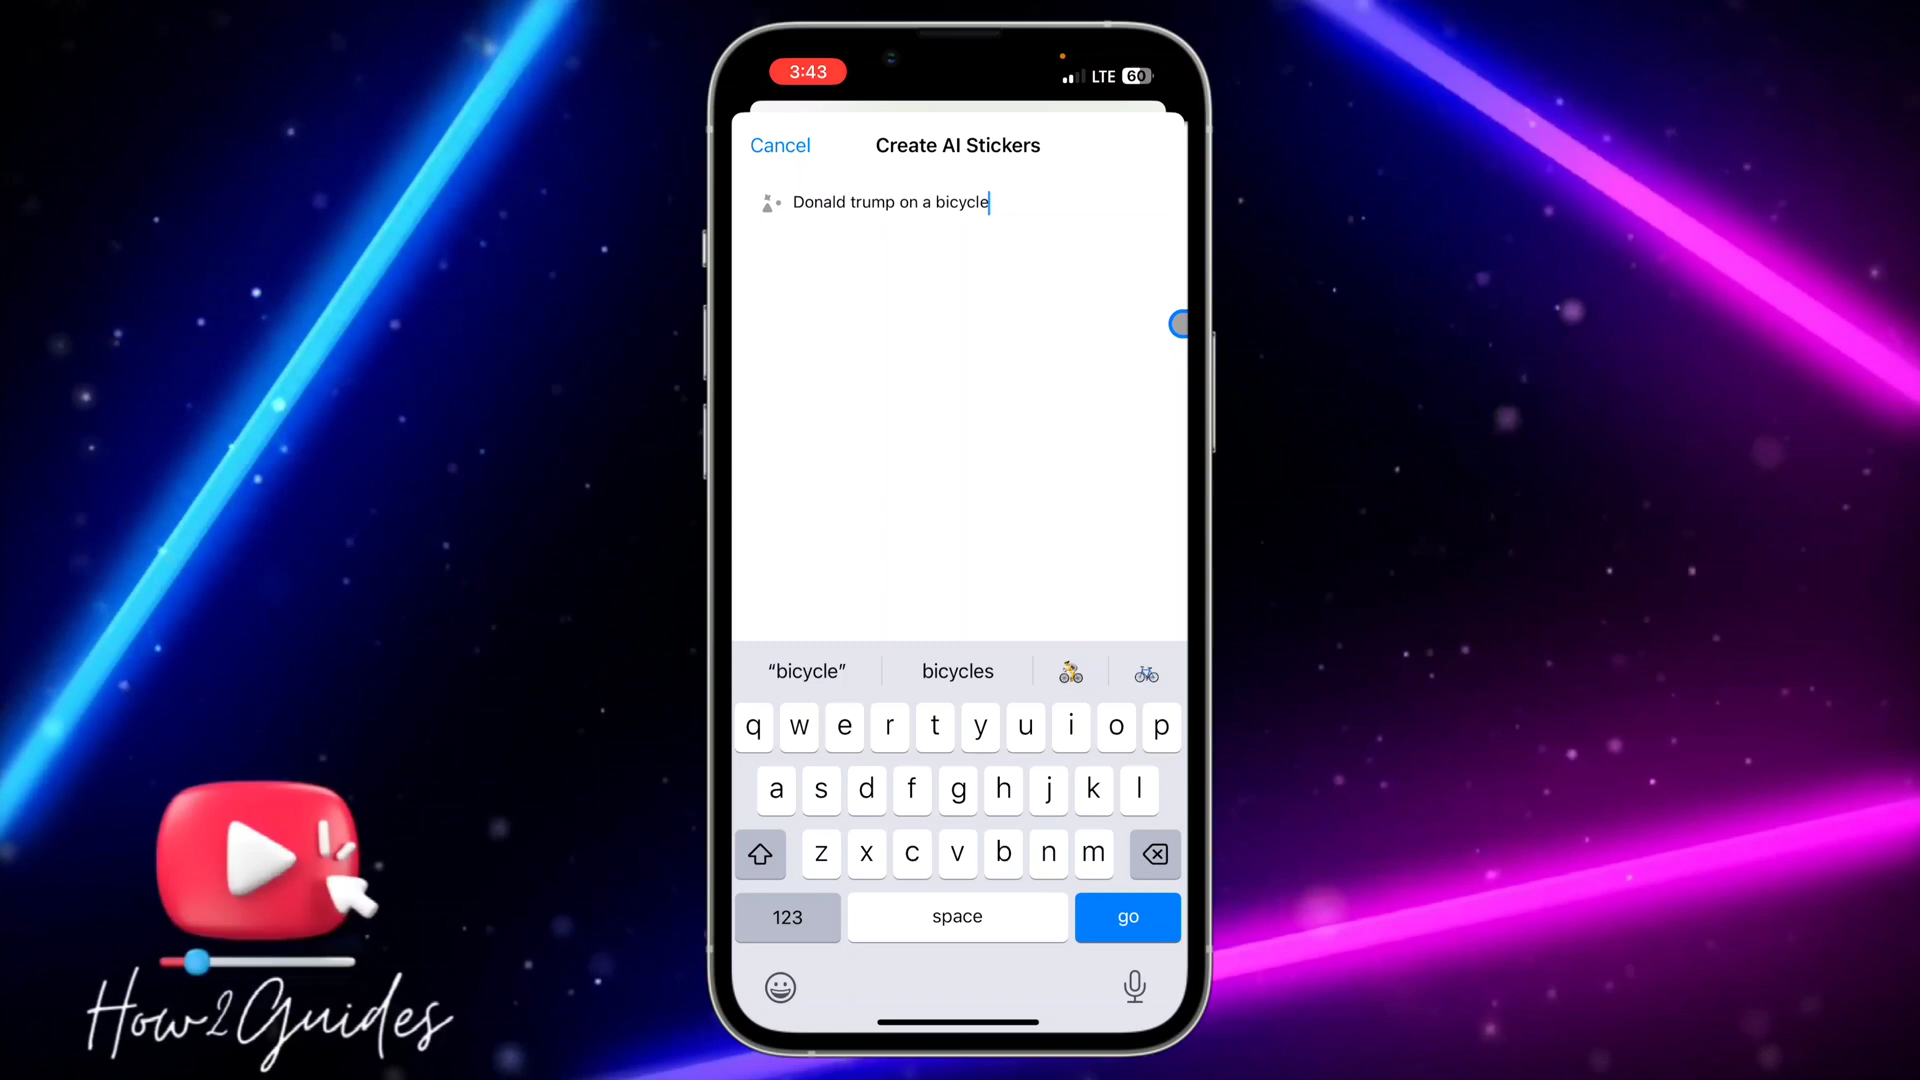 3:43
LTE 60
Cancel Create AI Stickers
Donald trump on a bicycle
“bicycle” bicycles
q w e r t y u i o p
a s d f g h j k l
z x c v b n m
123 space go
How2Guides